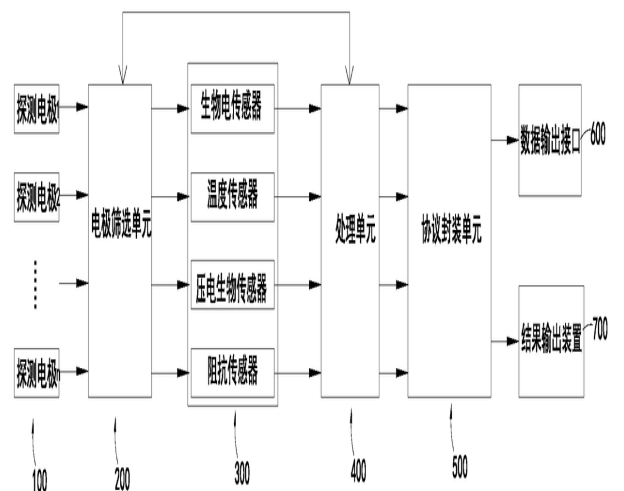 探测电极1
探测电极2
探测电极n
电极筛选单元
生物电传感器
温度传感器
压电生物传感器
阻抗传感器
处理单元
协议封装单元
数据输出接口
600
结果输出装置
700
100
200
300
400
500